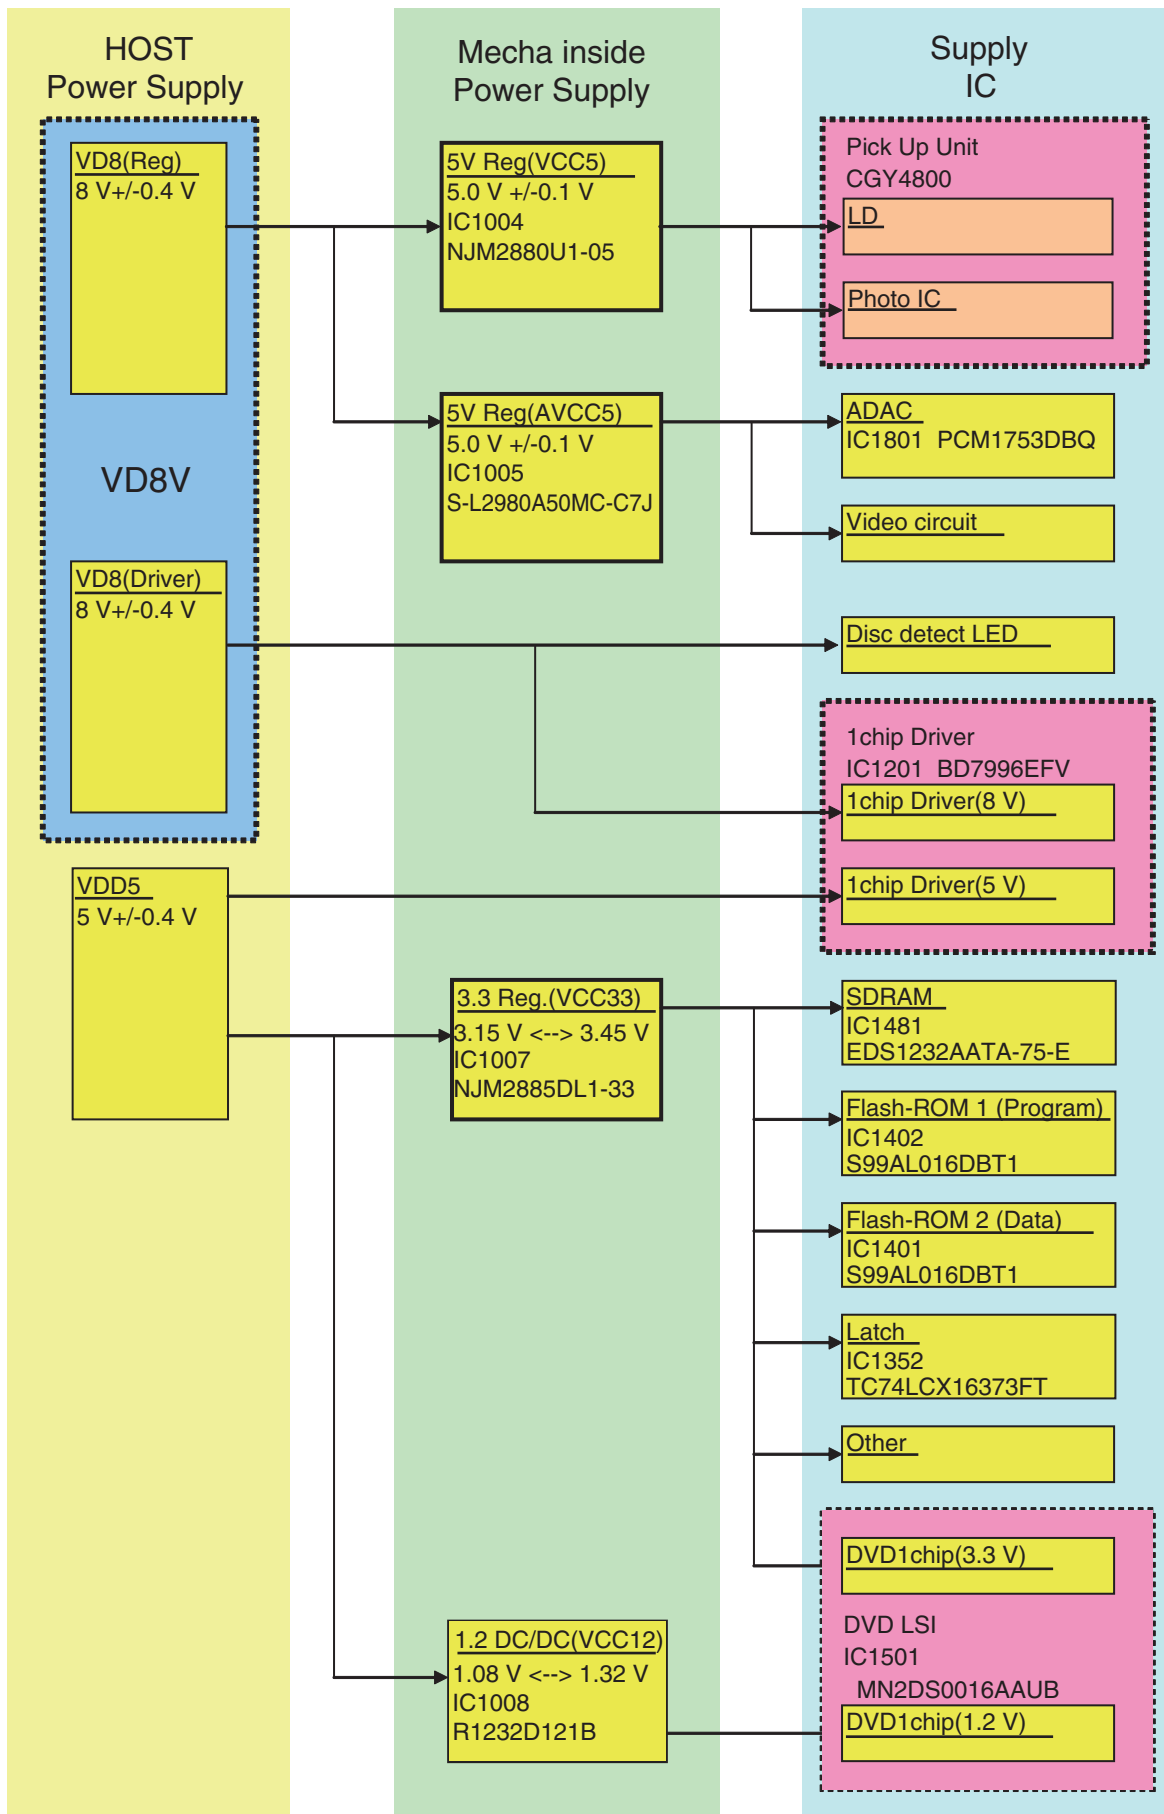 HOST
Power Supply
Mecha inside
Power Supply
Supply
IC
VD8(Reg)
8 V+/-0.4 V
VD8V
VD8(Driver)
8 V+/-0.4 V
VDD5
5 V+/-0.4 V
5V Reg(VCC5)
5.0 V +/-0.1 V
IC1004
NJM2880U1-05
5V Reg(AVCC5)
5.0 V +/-0.1 V
IC1005
S-L2980A50MC-C7J
3.3 Reg.(VCC33)
3.15 V <--> 3.45 V
IC1007
NJM2885DL1-33
1.2 DC/DC(VCC12)
1.08 V <--> 1.32 V
IC1008
R1232D121B
Pick Up Unit
CGY4800
LD
Photo IC
ADAC
IC1801 PCM1753DBQ
Video circuit
Disc detect LED
1chip Driver
IC1201 BD7996EFV
1chip Driver(8 V)
1chip Driver(5 V)
SDRAM
IC1481
EDS1232AATA-75-E
Flash-ROM 1 (Program)
IC1402
S99AL016DBT1
Flash-ROM 2 (Data)
IC1401
S99AL016DBT1
Latch
IC1352
TC74LCX16373FT
Other
DVD1chip(3.3 V)
DVD LSI
IC1501
MN2DS0016AAUB
DVD1chip(1.2 V)